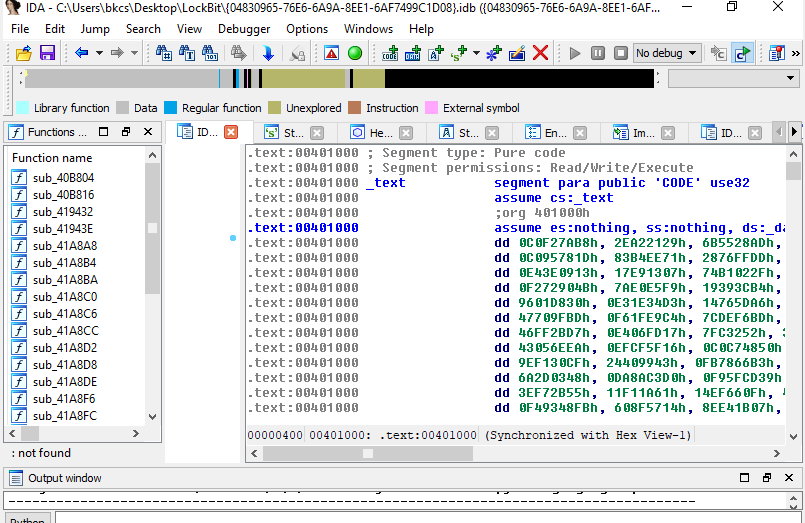 IDA - C:\Users\bkcs\Desktop\LockBit\{04830965-76E6-6A9A-8EE1-6AF7499C1D08}.idb ({04830965-76E6-6A9A-8EE1-6AF...
File Edit Jump Search View Debugger Options Windows Help
No debug
Library function Data Regular function Unexplored Instruction External symbol
Functions ... ID... St... He... St... En... Im... ID...
Function name
sub_40B804
sub_40B816
sub_419432
sub_41943E
sub_41A8A8
sub_41A8B4
sub_41A8BA
sub_41A8C0
sub_41A8C6
sub_41A8CC
sub_41A8D2
sub_41A8D8
sub_41A8DE
sub_41A8F6
sub_41A8FC
: not found
.text:00401000 ; Segment type: Pure code
.text:00401000 ; Segment permissions: Read/Write/Execute
.text:00401000 _text segment para public 'CODE' use32
.text:00401000 assume cs:_text
.text:00401000 ;org 401000h
.text:00401000 assume es:nothing, ss:nothing, ds:_da
.text:00401000 dd 0C0F27AB8h, 2EA22129h, 6B5528ADh,
.text:00401000 dd 0C095781Dh, 83B4EE71h, 2876FFDDh,
.text:00401000 dd 0E43E0913h, 17E91307h, 74B1022Fh,
.text:00401000 dd 0F272904Bh, 7AE0E5F9h, 19393CB4h,
.text:00401000 dd 9601D830h, 0E31E34D3h, 14765DA6h,
.text:00401000 dd 47709FBDh, 0F61FE9C4h, 7CDEF6BDh,
.text:00401000 dd 46FF2BD7h, 0E406FD17h, 7FC3252h,
.text:00401000 dd 43056EEAh, 0EFCF5F16h, 0C0C74850h,
.text:00401000 dd 9EF130CFh, 24409943h, 0FB7866B3h,
.text:00401000 dd 6A2D0348h, 0DA8AC3D0h, 0F95FCD39h,
.text:00401000 dd 3EF72B55h, 11F11A61h, 14EF660Fh,
.text:00401000 dd 0F49348FBh, 608F5714h, 8EE41B07h,
00000400 00401000: .text:00401000 (Synchronized with Hex View-1)
Output window
Python